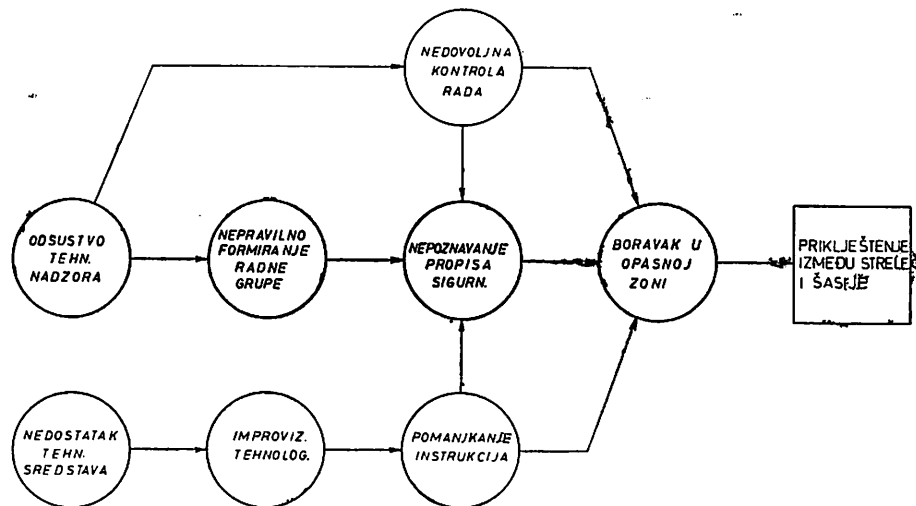 NEDOVOLJNA
KONTROLA
RADA
ODSUSTVO
TEHN.
NADZORA
NEPRAVILNO
FORMIRANJE
RADNE
GRUPE
NEPOZNAVANJE
PROPISA
SIGURN.
BORAVAK U
OPASNOJ
ZONI
PRIKLJEŠTENJE
IZMEĐU STRELE
I ŠASIJE
NEDOSTATAK
TEHN.
SREDSTAVA
IMPROVIZ.
TEHNOLOG.
POMANJKANJE
INSTRUKCIJA